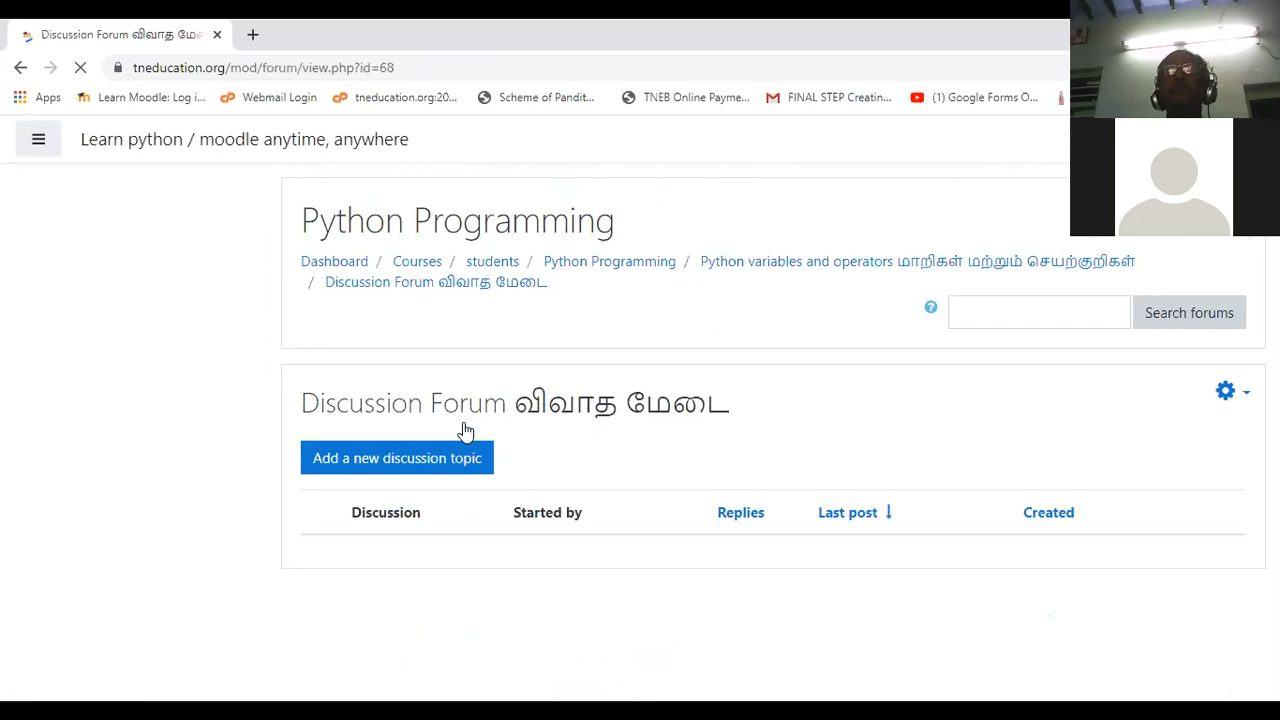 Discussion Forum விவாத மே
tneducation.org/mod/forum/view.php?id=68
Apps Learn Moodle: Log i... Webmail Login tneducation.org:20... Scheme of Pandit... TNEB Online Payme... FINAL STEP Creatin... (1) Google Forms O...
Learn python / moodle anytime, anywhere
Python Programming
Dashboard / Courses / students / Python Programming / Python variables and operators மாறிகள் மற்றும் செயற்குறிகள்
/ Discussion Forum விவாத மேடை
Search forums
Discussion Forum விவாத மேடை
Add a new discussion topic
Discussion Started by Replies Last post Created